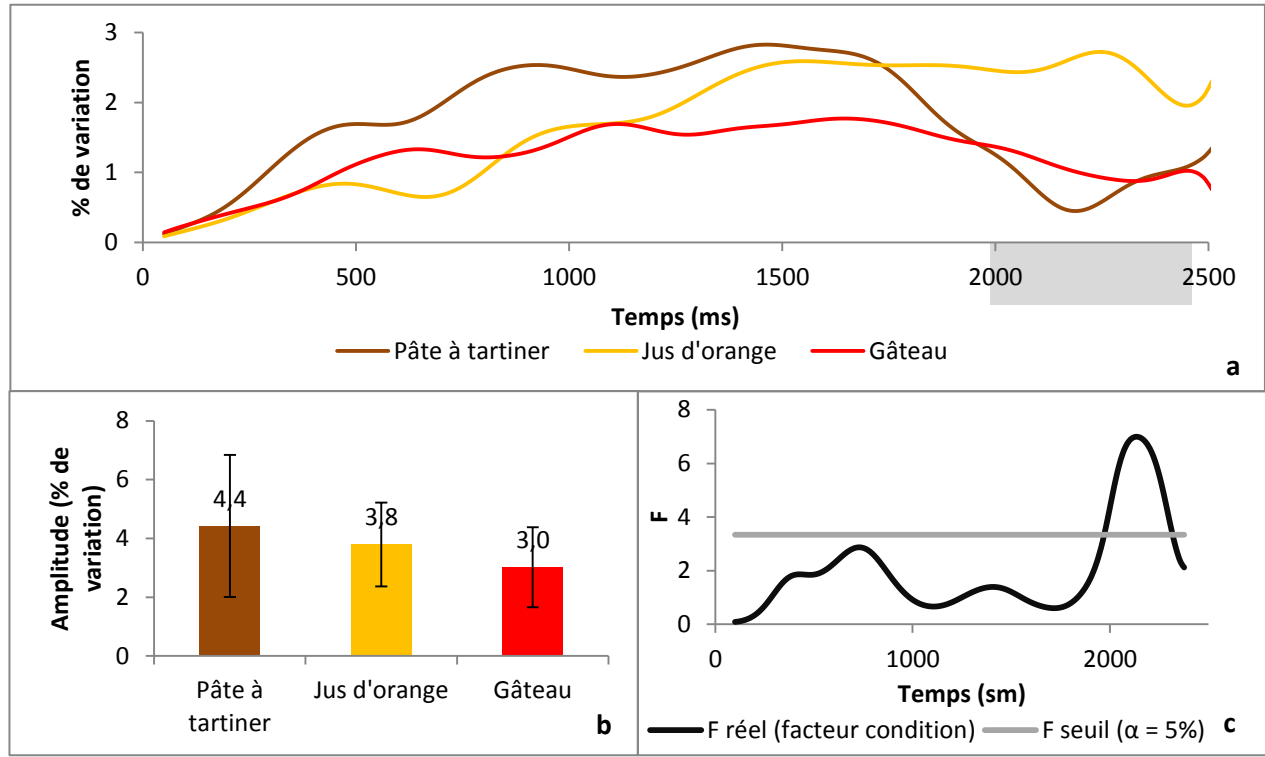 3
2
1
0
% de variation
0 500 1000 1500 2000 2500
Temps (ms)
Pâte à tartiner Jus d'orange Gâteau
a
8
6
4
2
0
Amplitude (% de
variation)
4,4 3,8 3,0
Pâte à
tartiner
Jus d'orange Gâteau
b
8
6
4
2
0
F
0 1000 2000
Temps (sm)
F réel (facteur condition) F seuil (α = 5%)
c